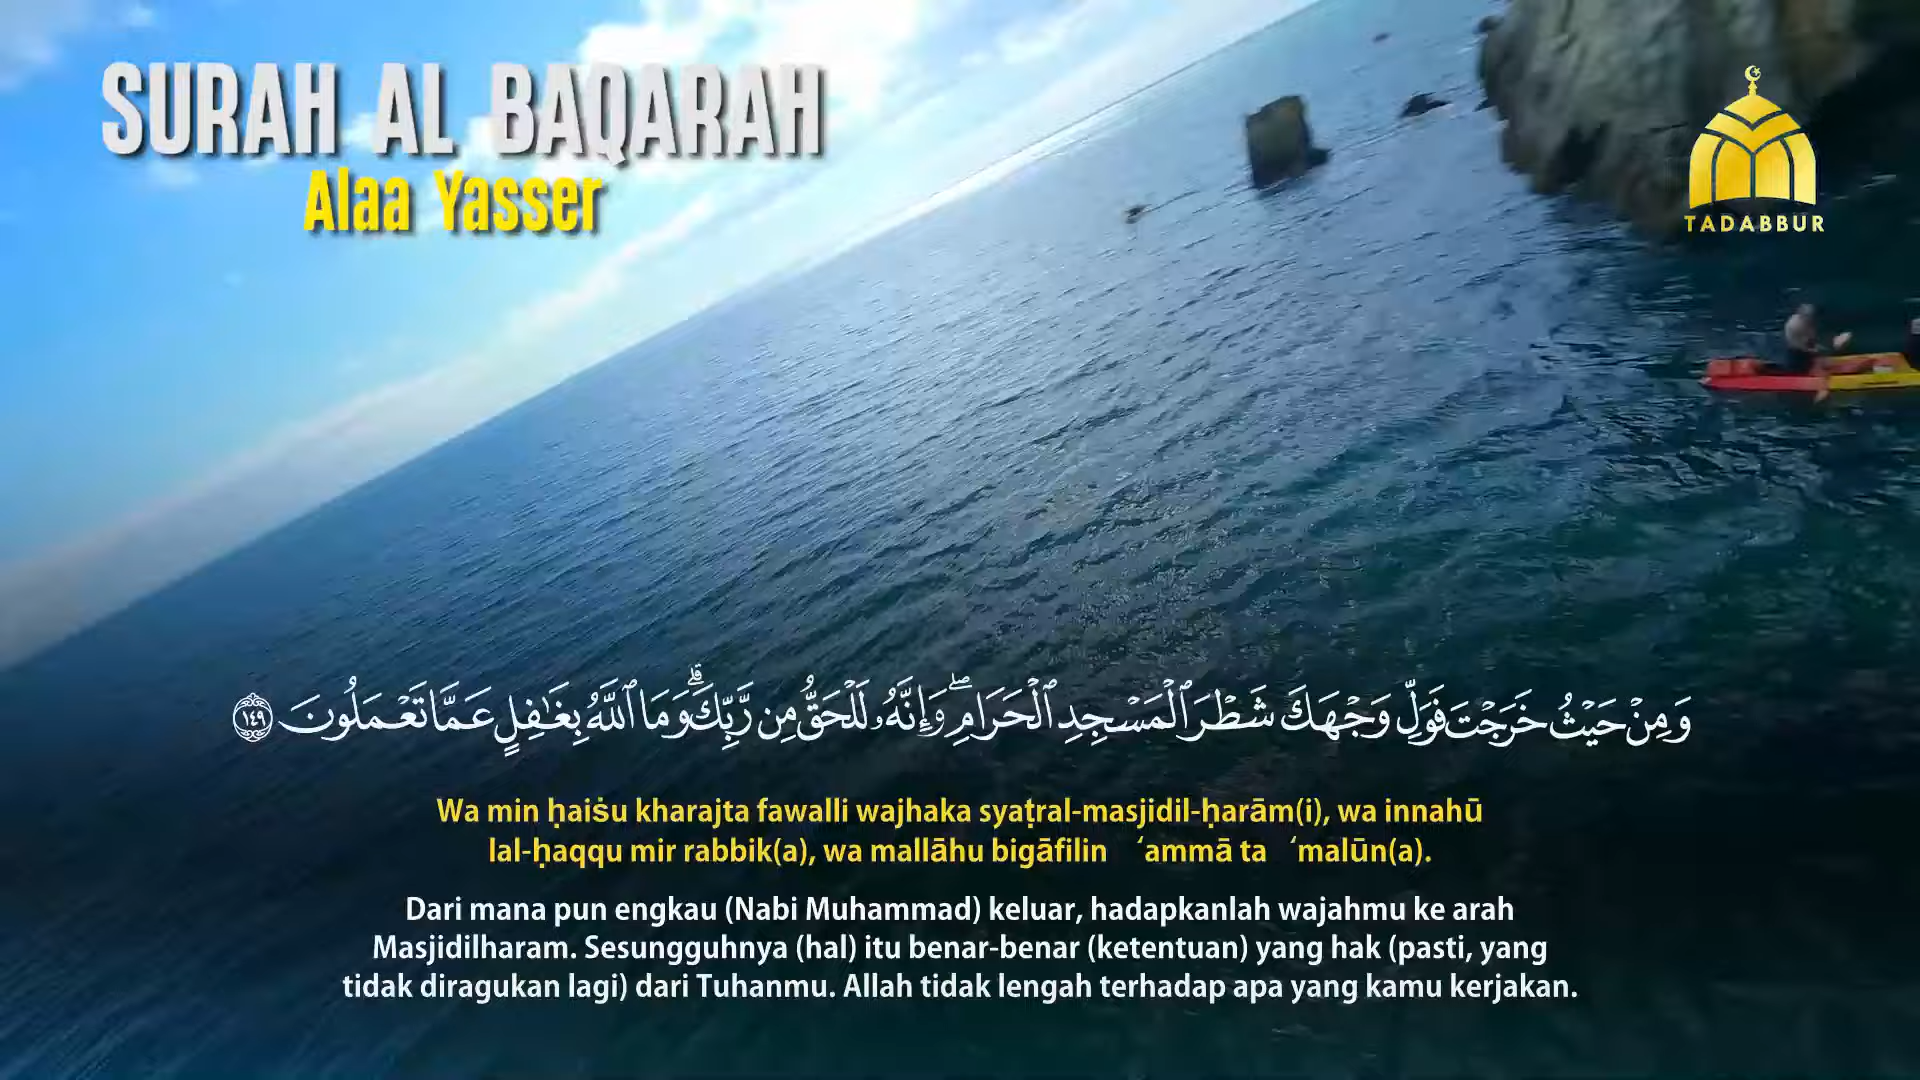 SURAH AL BAQARAH
Alaa Yasser
TADABBUR
وَمِنْ حَيْثُ خَرَجْتَ فَوَلِّ وَجْهَكَ شَطْرَ ٱلْمَسْجِدِ ٱلْحَرَامِۖ وَإِنَّهُۥ لَلْحَقُّ مِن رَّبِّكَۗ وَمَا ٱللَّهُ بِغَٰفِلٍ عَمَّا تَعْمَلُونَ ١٤٩
Wa min ḥaiṡu kharajta fawalli wajhaka syaṭral-masjidil-ḥarām(i), wa innahū
lal-ḥaqqu mir rabbik(a), wa mallāhu bigāfilin ‘ammā ta ‘malūn(a).
Dari mana pun engkau (Nabi Muhammad) keluar, hadapkanlah wajahmu ke arah
Masjidilharam. Sesungguhnya (hal) itu benar-benar (ketentuan) yang hak (pasti, yang
tidak diragukan lagi) dari Tuhanmu. Allah tidak lengah terhadap apa yang kamu kerjakan.